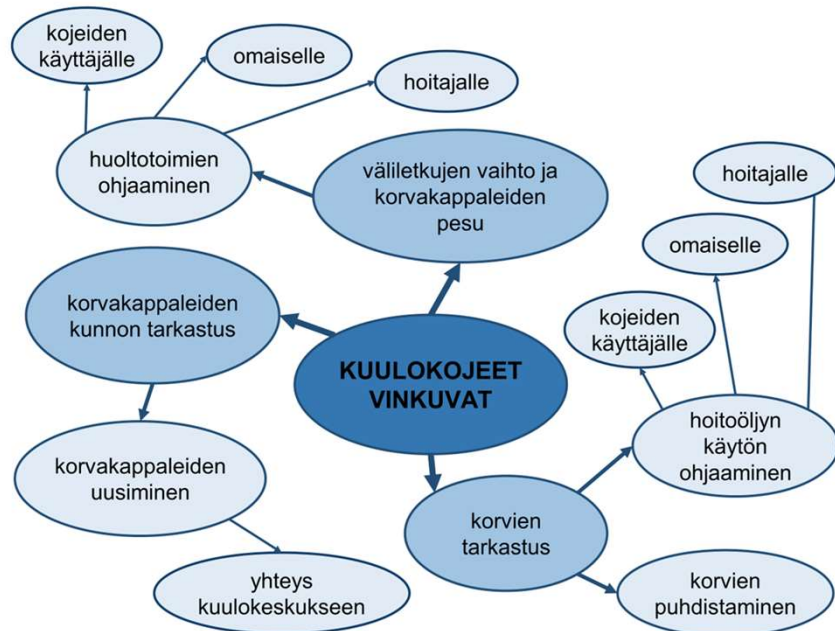 kojeiden
käyttäjälle
omaiselle
hoitajalle
huoltotoimien
ohjaaminen
väliletkujen vaihto ja
korvakappaleiden
pesu
hoitajalle
omaiselle
korvakappaleiden
kunnon tarkastus
kojeiden
käyttäjälle
KUULOKOJEET
VINKUVAT
hoitoöljyn
käytön
ohjaaminen
korvakappaleiden
uusiminen
korvien
tarkastus
yhteys
kuulokeskukseen
korvien
puhdistaminen